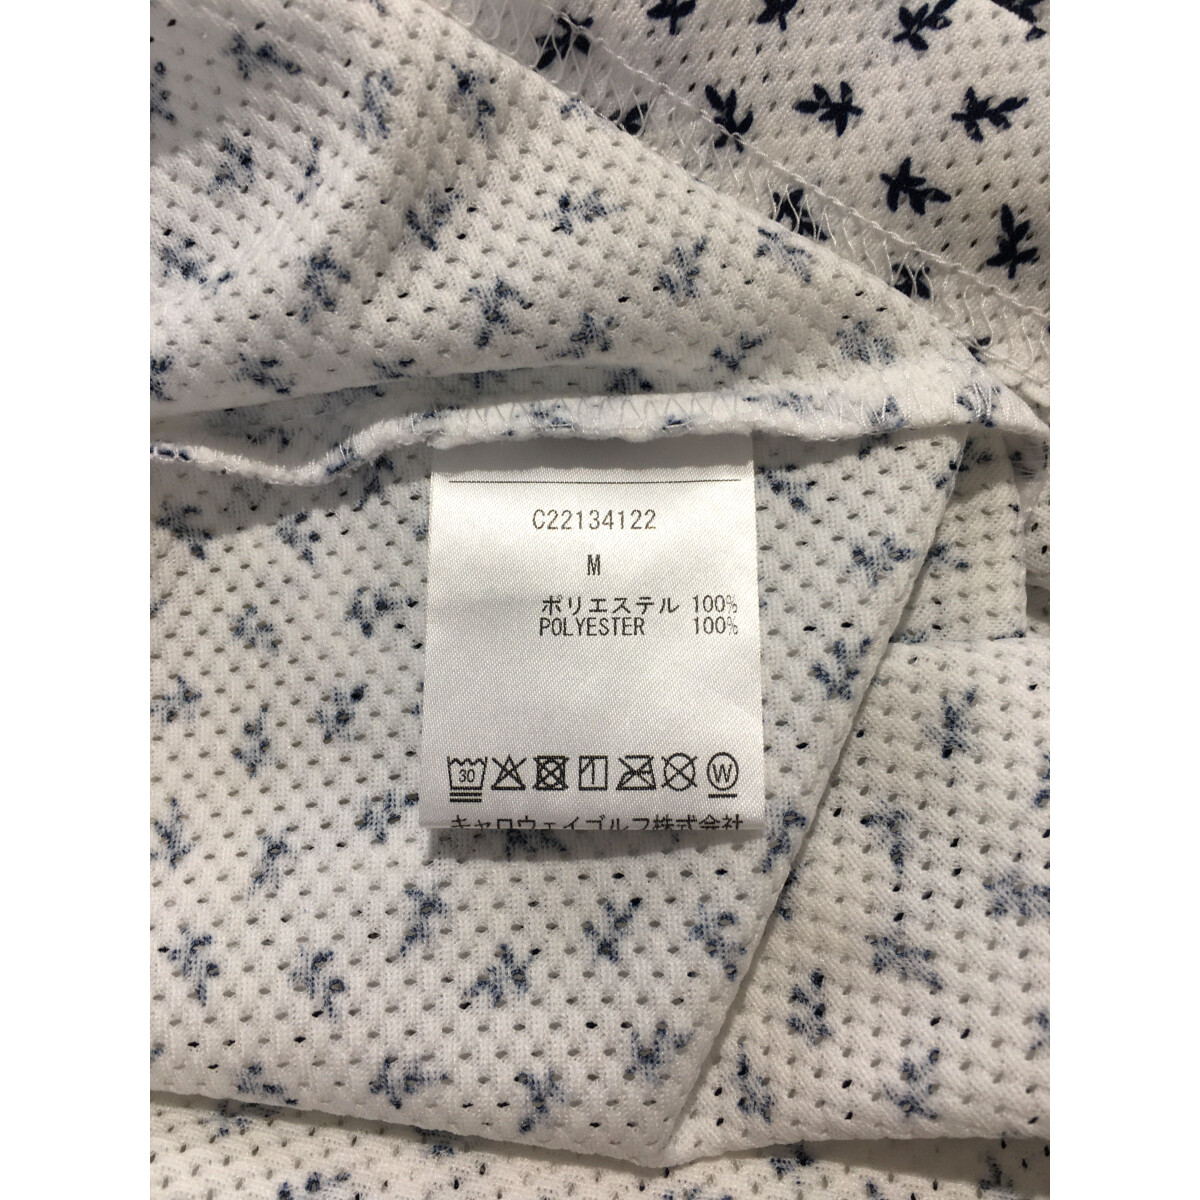 C22134122
M
ポリエステル 100%
POLYESTER 100%
30
W
キャロウェイゴルフ株式会社